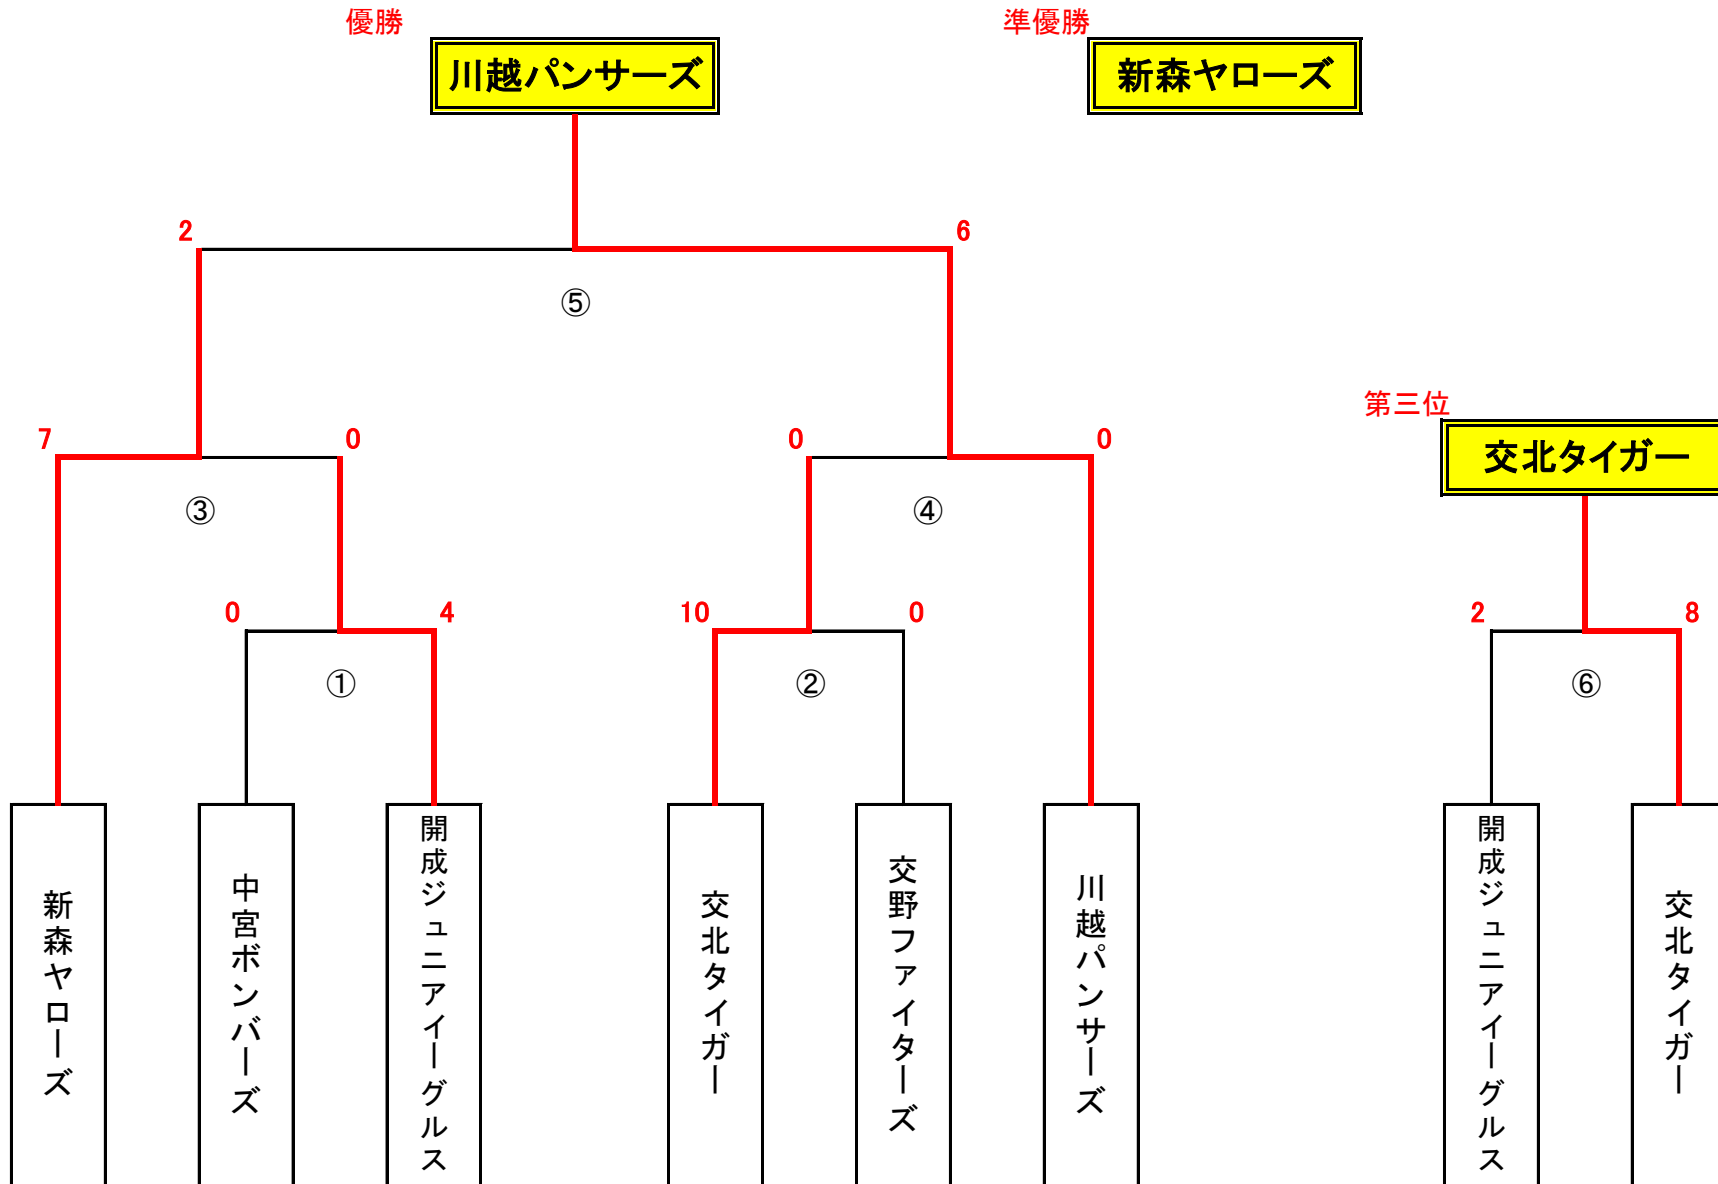 優勝
準優勝
川越パンサーズ
新森ヤローズ
2
6
⑤
第三位
交北タイガー
7
0
0
0
③
④
0
4
10
0
2
8
①
②
⑥
新森ヤローズ
中宮ボンバーズ
開成ジュニアイーグルス
交北タイガー
交野ファイターズ
川越パンサーズ
開成ジュニアイーグルス
交北タイガー